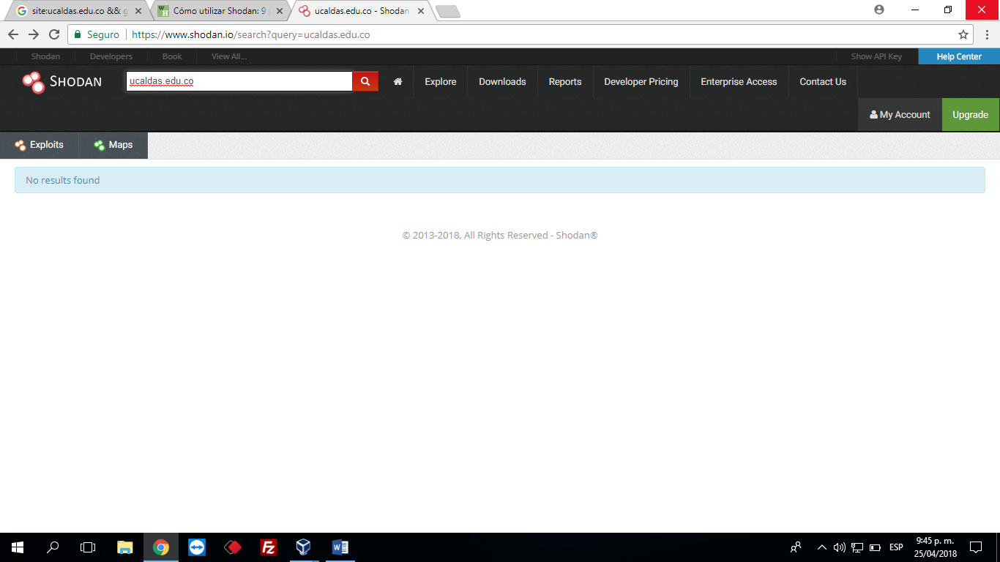 site:ucaldas.edu.co && g
Cómo utilizar Shodan: 9
ucaldas.edu.co - Shodan
Seguro
https://www.shodan.io/search?query=ucaldas.edu.co
Shodan Developers Book View All... Show API Key Help Center
SHODAN
ucaldas.edu.co
Explore Downloads Reports Developer Pricing Enterprise Access Contact Us
My Account Upgrade
Exploits Maps
No results found
© 2013-2018, All Rights Reserved - Shodan®
ESP
9:45 p. m.
25/04/2018